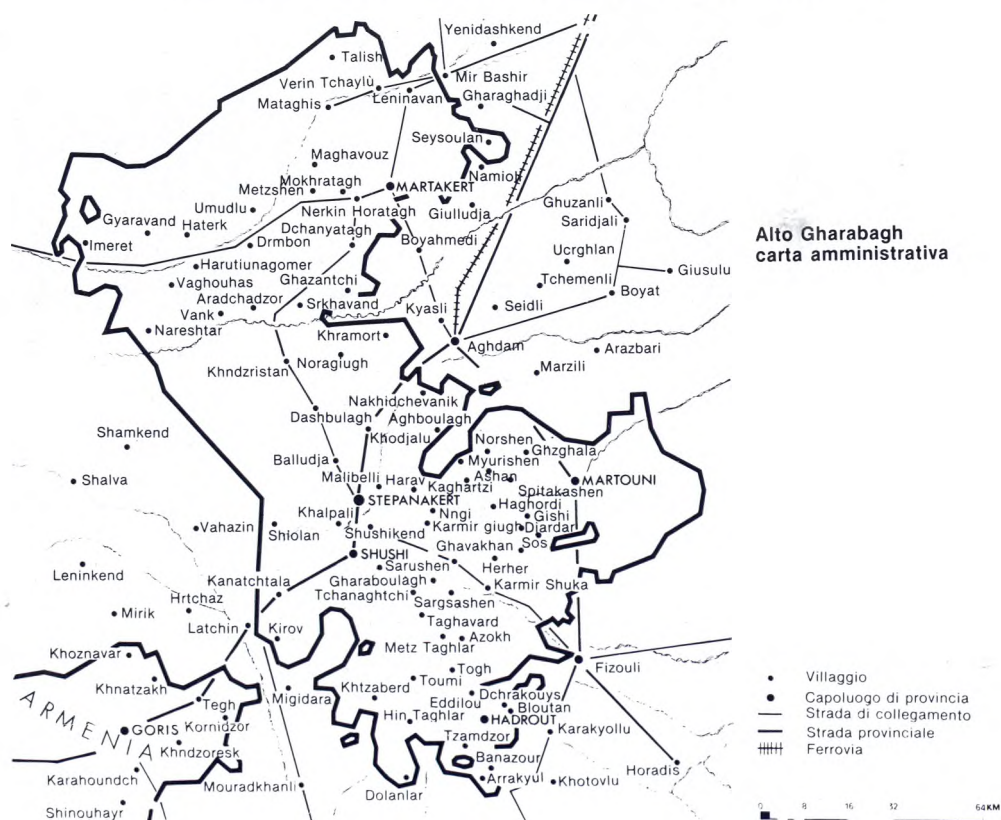 Yenidashkend
Talish
Mir Bashir
Verin Tchaylù
Leninavan
Gharaghadji
Mataghis
Seysoulan
Maghavouz
Mokhratagh
Metzshen
MARTAKERT
Ghuzanli
Umudlu
Nerkin Horatagh
Giulludja
Saridjali
Gyaravand
Haterk
Dchanyatagh
Imeret
Drmbon
Boyahmedi
Ucrghlan
Harutiunagomer
Giusulu
Vaghouhas
Ghazantchi
Tchemenli
Boyat
Aradchadzor
Srkhavand
Kyasli
Seidli
Vank
Nareshtar
Khramort
Aghdam
Arazbari
Noragiugh
Khndzristan
Marzili
Nakhidchevanik
Dashbulagh
Aghboulagh
Khodjalu
Norshen
Shamkend
Ghzghala
Balludja
Myurishen
Shalva
Malibelli
Harav
Ashan
MARTOUNI
Kaghartzi
Spitakashen
STEPANAKERT
Haghordi
Khalpali
Nngi
Gishi
Vahazin
Shiolan
Shushikend
Karmir giugh
Djardar
Sos
SHUSHI
Ghavakhan
Sarushen
Herher
Leninkend
Kanatchtala
Gharaboulagh
Karmir Shuka
Tchanaghtchi
Hrtchaz
Sargsashen
Mirik
Taghavard
Latchin
Kirov
Azokh
Metz Taghlar
Khoznavar
Togh
Fizouli
Khnatzakh
Toumi
Khtzaberd
Migidara
Dchrakouys
Eddilou
Tegh
Bloutan
Hin Taghlar
HADROUT
ARMENIA
GORIS
Kornidzor
Karakyollu
Khndzoresk
Tzamdzor
Banazour
Horadis
Karahoundch
Mouradkhanli
Arrakyul
Khotovlu
Dolanlar
Shinouhayr
Alto Gharabagh
carta amministrativa
Villaggio
Capoluogo di provincia
Strada di collegamento
Strada provinciale
Ferrovia
0 8 16 32 64KM